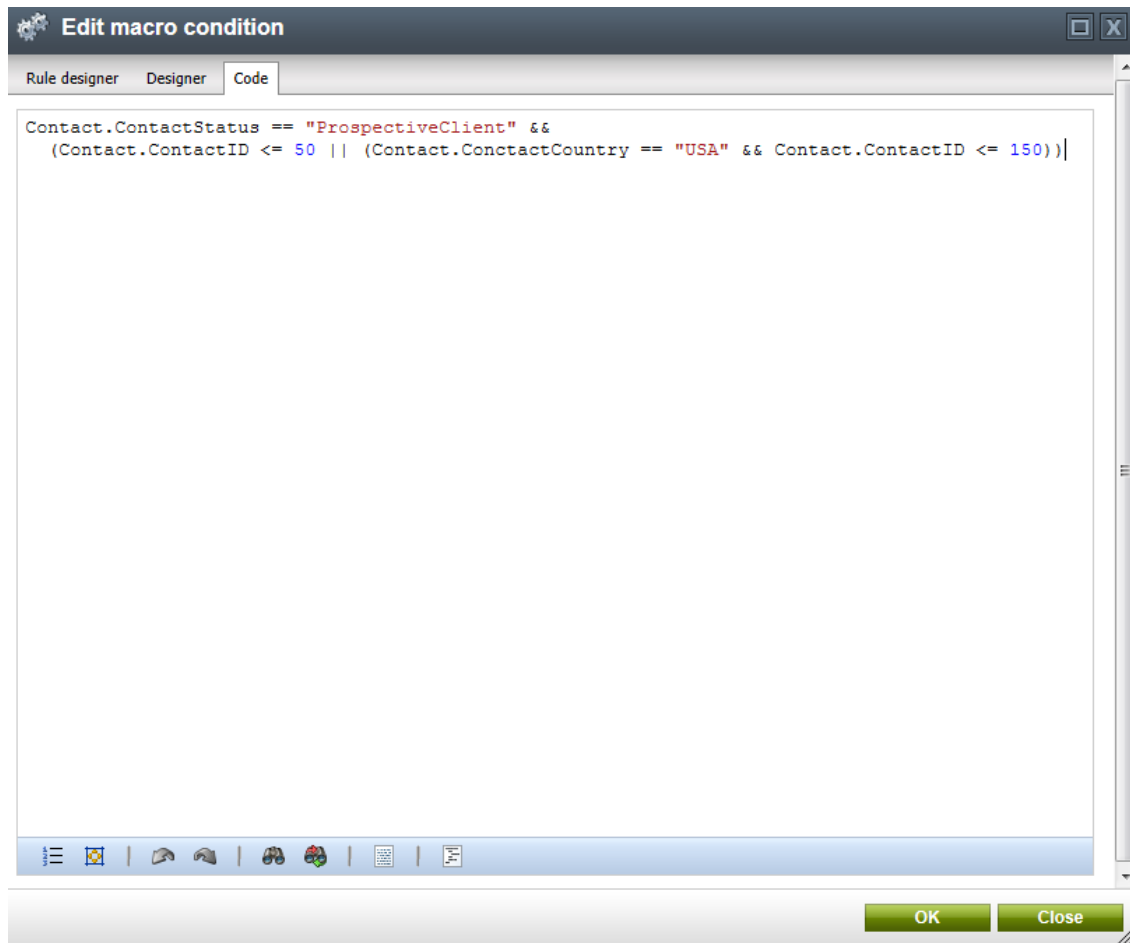 Edit macro condition
Rule designer Designer Code
Contact.ContactStatus == "ProspectiveClient" &&
(Contact.ContactID <= 50 || (Contact.ConctactCountry == "USA" && Contact.ContactID <= 150))
OK Close